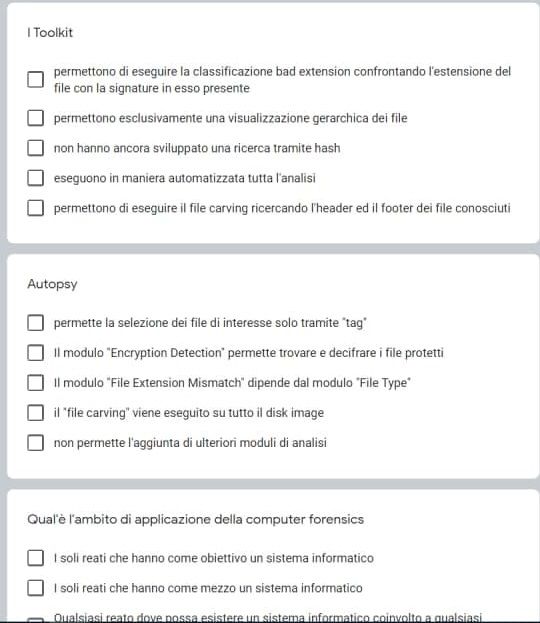 I Toolkit
permettono di eseguire la classificazione bad extension confrontando l'estensione del
file con la signature in esso presente
permettono esclusivamente una visualizzazione gerarchica dei file
non hanno ancora sviluppato una ricerca tramite hash
eseguono in maniera automatizzata tutta l'analisi
permettono di eseguire il file carving ricercando l'header ed il footer dei file conosciuti
Autopsy
permette la selezione dei file di interesse solo tramite "tag"
Il modulo "Encryption Detection" permette trovare e decifrare i file protetti
Il modulo "File Extension Mismatch" dipende dal modulo "File Type"
il "file carving" viene eseguito su tutto il disk image
non permette l'aggiunta di ulteriori moduli di analisi
Qual'è l'ambito di applicazione della computer forensics
I soli reati che hanno come obiettivo un sistema informatico
I soli reati che hanno come mezzo un sistema informatico
Qualsiasi reato dove possa esistere un sistema informatico coinvolto a qualsiasi